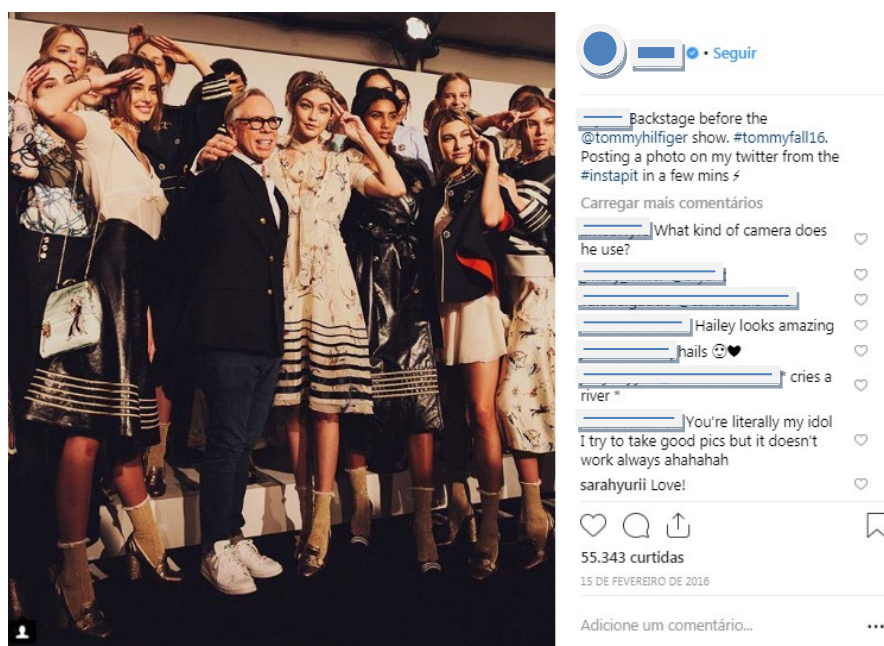 • Seguir
Backstage before the
@tommyhilfiger show. #tommyfall16.
Posting a photo on my twitter from the
#instapit in a few mins ⚡
Carregar mais comentários
What kind of camera does
he use?
Hailey looks amazing
hails 🙂🖤
* cries a
river *
You're literally my idol
I try to take good pics but it doesn't
work always ahahahah
sarahyurii Love!
55.343 curtidas
15 DE FEVEREIRO DE 2016
Adicione um comentário...